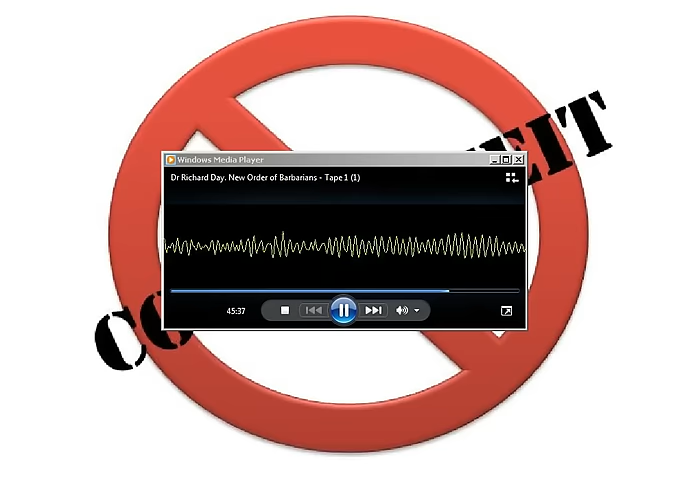 Windows Media Player
Dr Richard Day. New Order of Barbarians - Tape 1 (1)
45:37